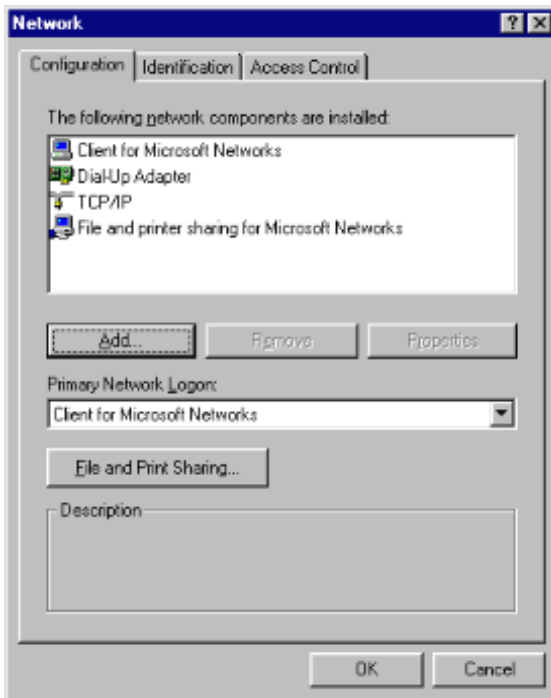 Network
Configuration Identification Access Control
The following network components are installed:
Client for Microsoft Networks
Dial-Up Adapter
TCP/IP
File and printer sharing for Microsoft Networks
Add... Remove Properties
Primary Network Logon:
Client for Microsoft Networks
File and Print Sharing...
Description
OK Cancel